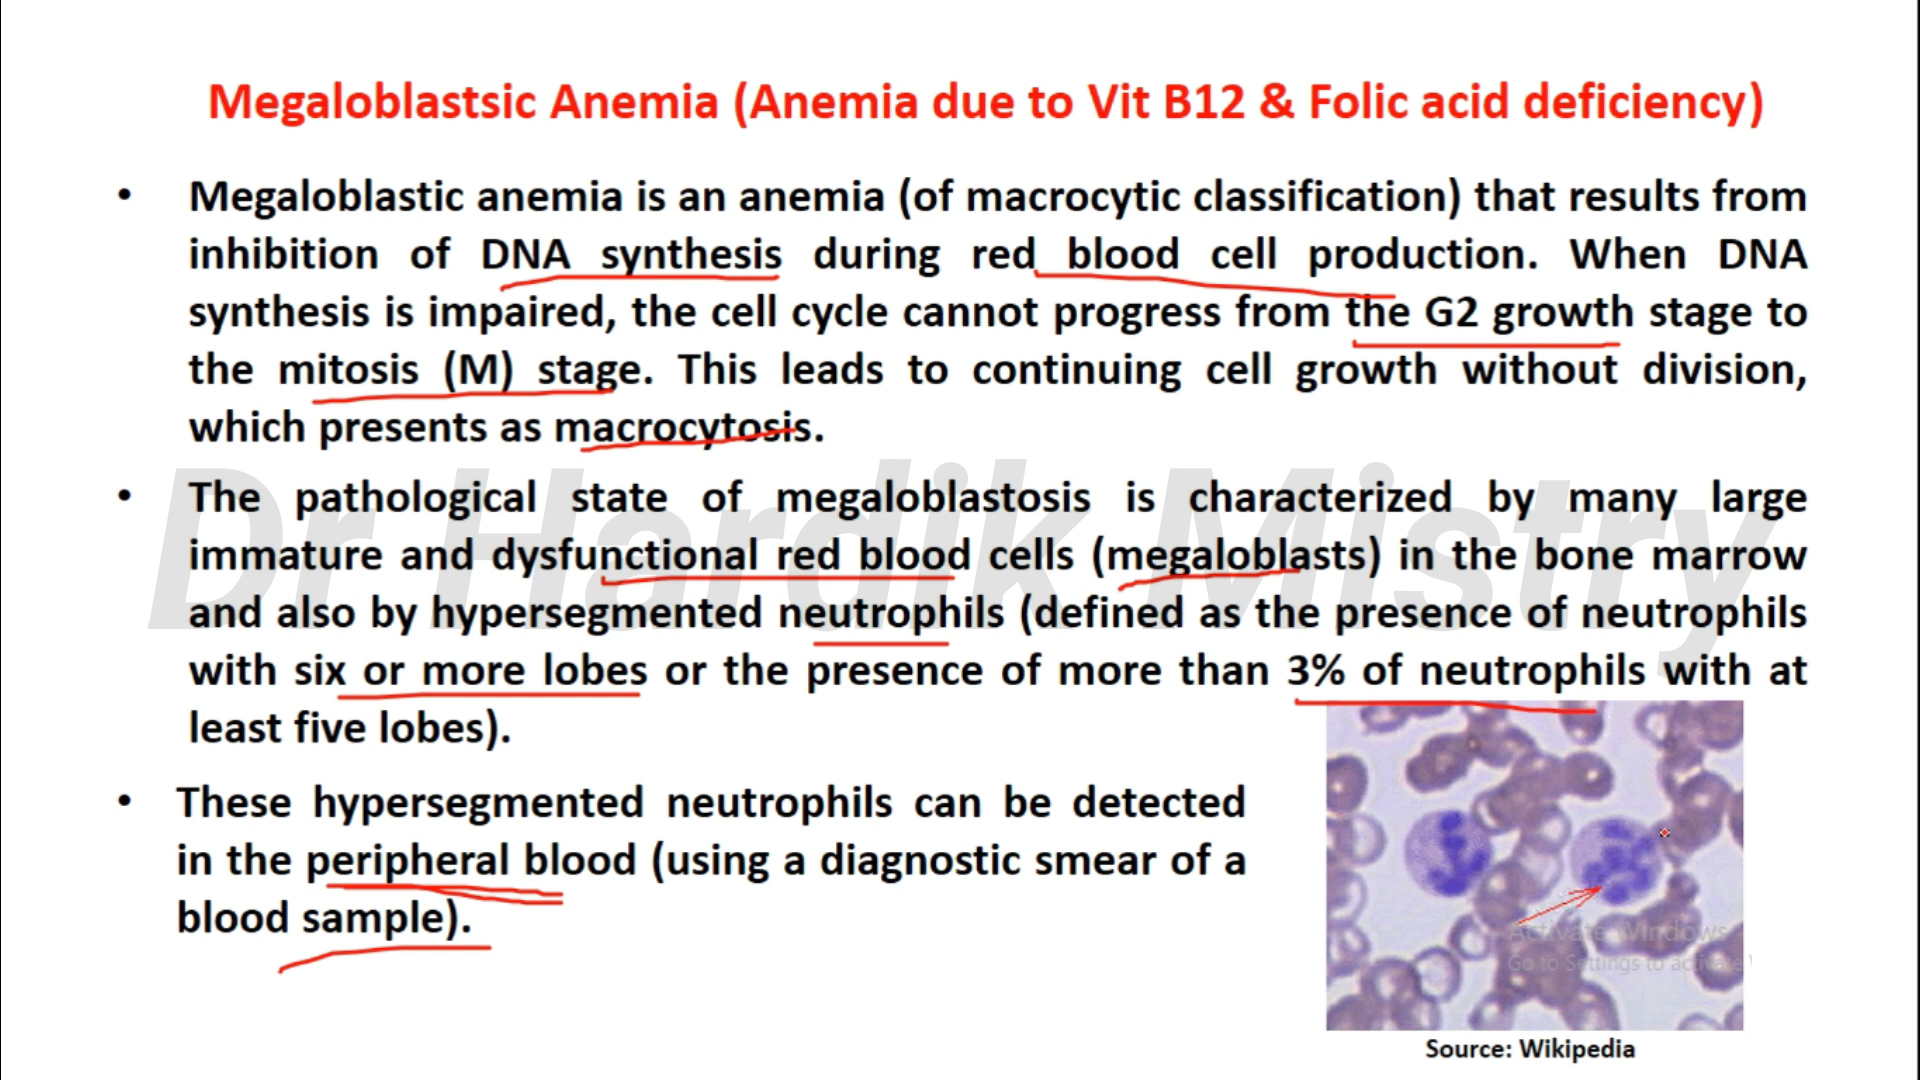 Megaloblastsic Anemia (Anemia due to Vit B12 & Folic acid deficiency)
• Megaloblastic anemia is an anemia (of macrocytic classification) that results from
inhibition of DNA synthesis during red blood cell production. When DNA
synthesis is impaired, the cell cycle cannot progress from the G2 growth stage to
the mitosis (M) stage. This leads to continuing cell growth without division,
which presents as macrocytosis.
Dr Hardik Mistry
• The pathological state of megaloblastosis is characterized by many large
immature and dysfunctional red blood cells (megaloblasts) in the bone marrow
and also by hypersegmented neutrophils (defined as the presence of neutrophils
with six or more lobes or the presence of more than 3% of neutrophils with at
least five lobes).
• These hypersegmented neutrophils can be detected
in the peripheral blood (using a diagnostic smear of a
blood sample).
Activate Windows
Go to Settings to activate
Source: Wikipedia